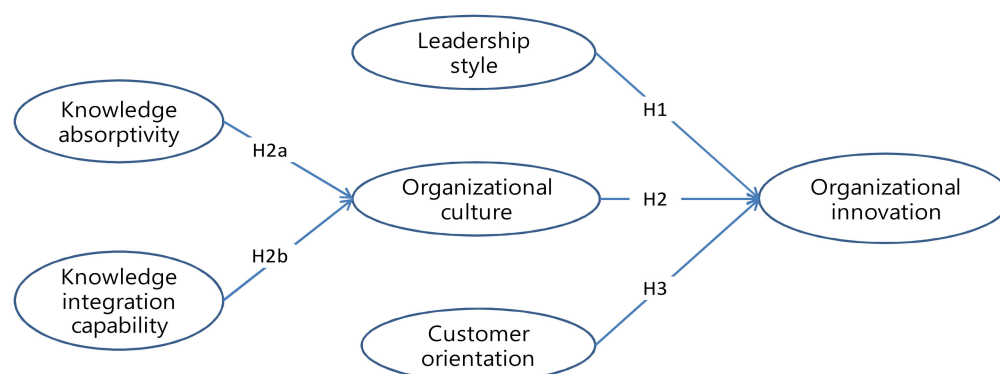 Leadership
style
Knowledge
absorptivity
H1
H2a
Organizational
culture
H2
Organizational
innovation
H2b
Knowledge
integration
capability
H3
Customer
orientation